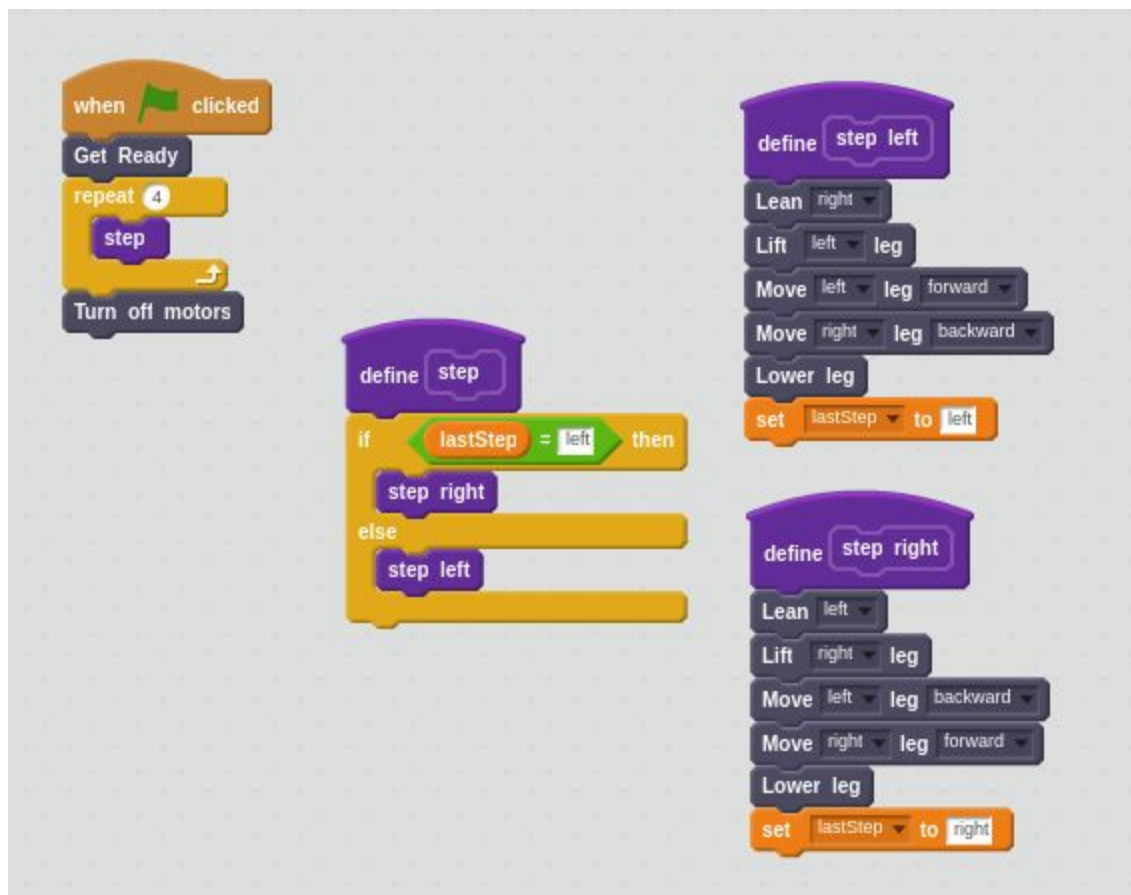 when clicked
Get Ready
repeat 4
step
Turn off motors
define step
if lastStep = left then
step right
else
step left
define step left
Lean right
Lift left leg
Move left leg forward
Move right leg backward
Lower leg
set lastStep to left
define step right
Lean left
Lift right leg
Move left leg backward
Move right leg forward
Lower leg
set lastStep to right